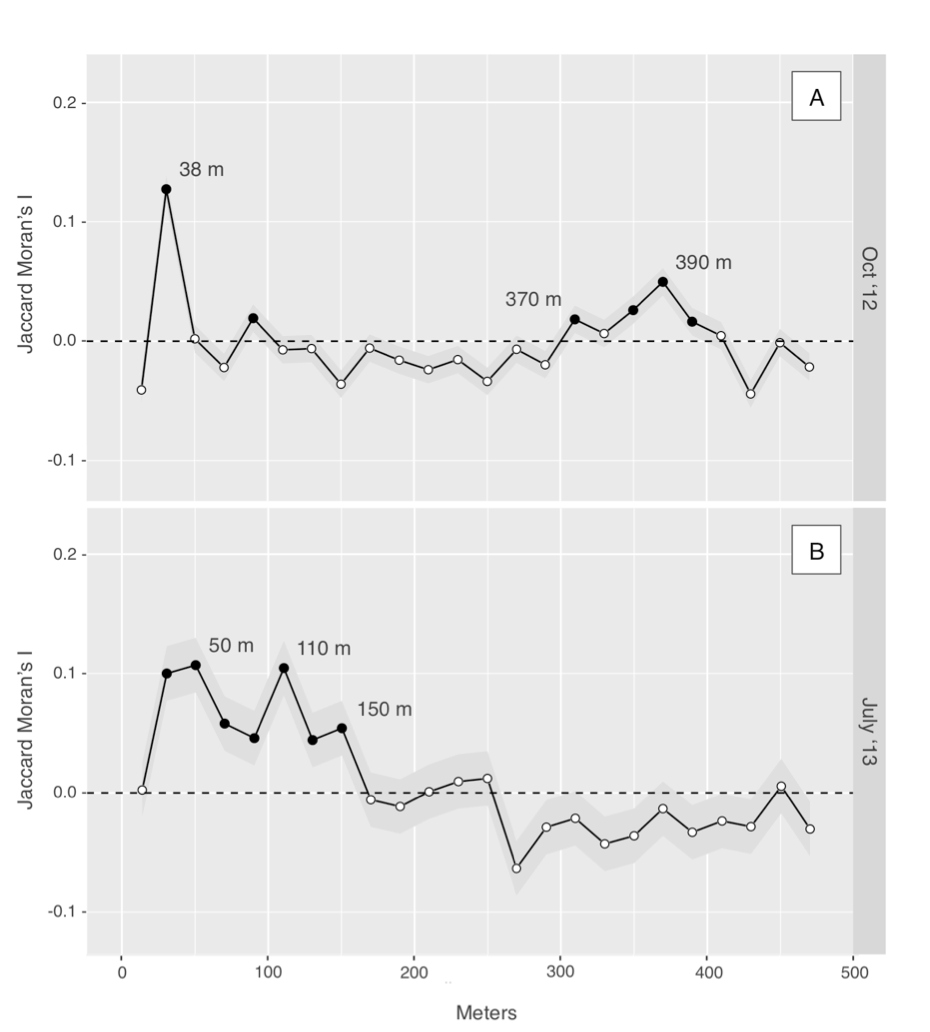 A
0.2
38 m
0.1
390 m
370 m
0.0
-0.1
Jaccard Moran's I
Oct '12
B
0.2
50 m
110 m
0.1
150 m
0.0
-0.1
Jaccard Moran's I
July '13
0 100 200 300 400 500
Meters